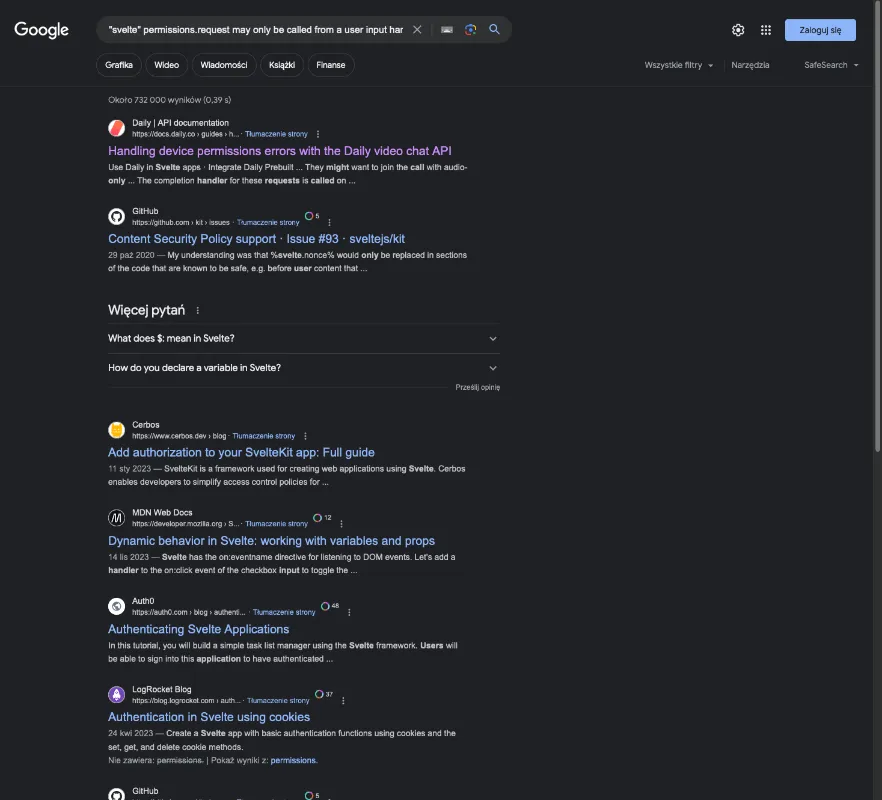 Google
"svelte" permissions.request may only be called from a user input har
Zaloguj się
Grafika
Wideo
Wiadomości
Książki
Finanse
Wszystkie filtry
Narzędzia
SafeSearch
Około 732 000 wyników (0,39 s)
Daily | API documentation
https://docs.daily.co › guides › h... · Tłumaczenie strony
Handling device permissions errors with the Daily video chat API
Use Daily in Svelte apps · Integrate Daily Prebuilt ... They might want to join the call with audio-
only ... The completion handler for these requests is called on ...
GitHub
https://github.com › kit › issues · Tłumaczenie strony
5
Content Security Policy support · Issue #93 · sveltejs/kit
29 paź 2020 — My understanding was that %svelte.nonce% would only be replaced in sections
of the code that are known to be safe, e.g. before user content that ...
Więcej pytań
What does $: mean in Svelte?
How do you declare a variable in Svelte?
Prześlij opinię
Cerbos
https://www.cerbos.dev › blog · Tłumaczenie strony
Add authorization to your SvelteKit app: Full guide
11 sty 2023 — SvelteKit is a framework used for creating web applications using Svelte. Cerbos
enables developers to simplify access control policies for ...
MDN Web Docs
https://developer.mozilla.org › S... · Tłumaczenie strony
12
Dynamic behavior in Svelte: working with variables and props
14 lis 2023 — Svelte has the on:eventname directive for listening to DOM events. Let's add a
handler to the on:click event of the checkbox input to toggle the ...
Auth0
https://auth0.com › blog › authenti... · Tłumaczenie strony
48
Authenticating Svelte Applications
In this tutorial, you will build a simple task list manager using the Svelte framework. Users will
be able to sign into this application to have authenticated ...
LogRocket Blog
https://blog.logrocket.com › auth... · Tłumaczenie strony
37
Authentication in Svelte using cookies
24 kwi 2023 — Create a Svelte app with basic authentication functions using cookies and the
set, get, and delete cookie methods.
Nie zawiera: permissions. | Pokaż wyniki z: permissions.
GitHub
5